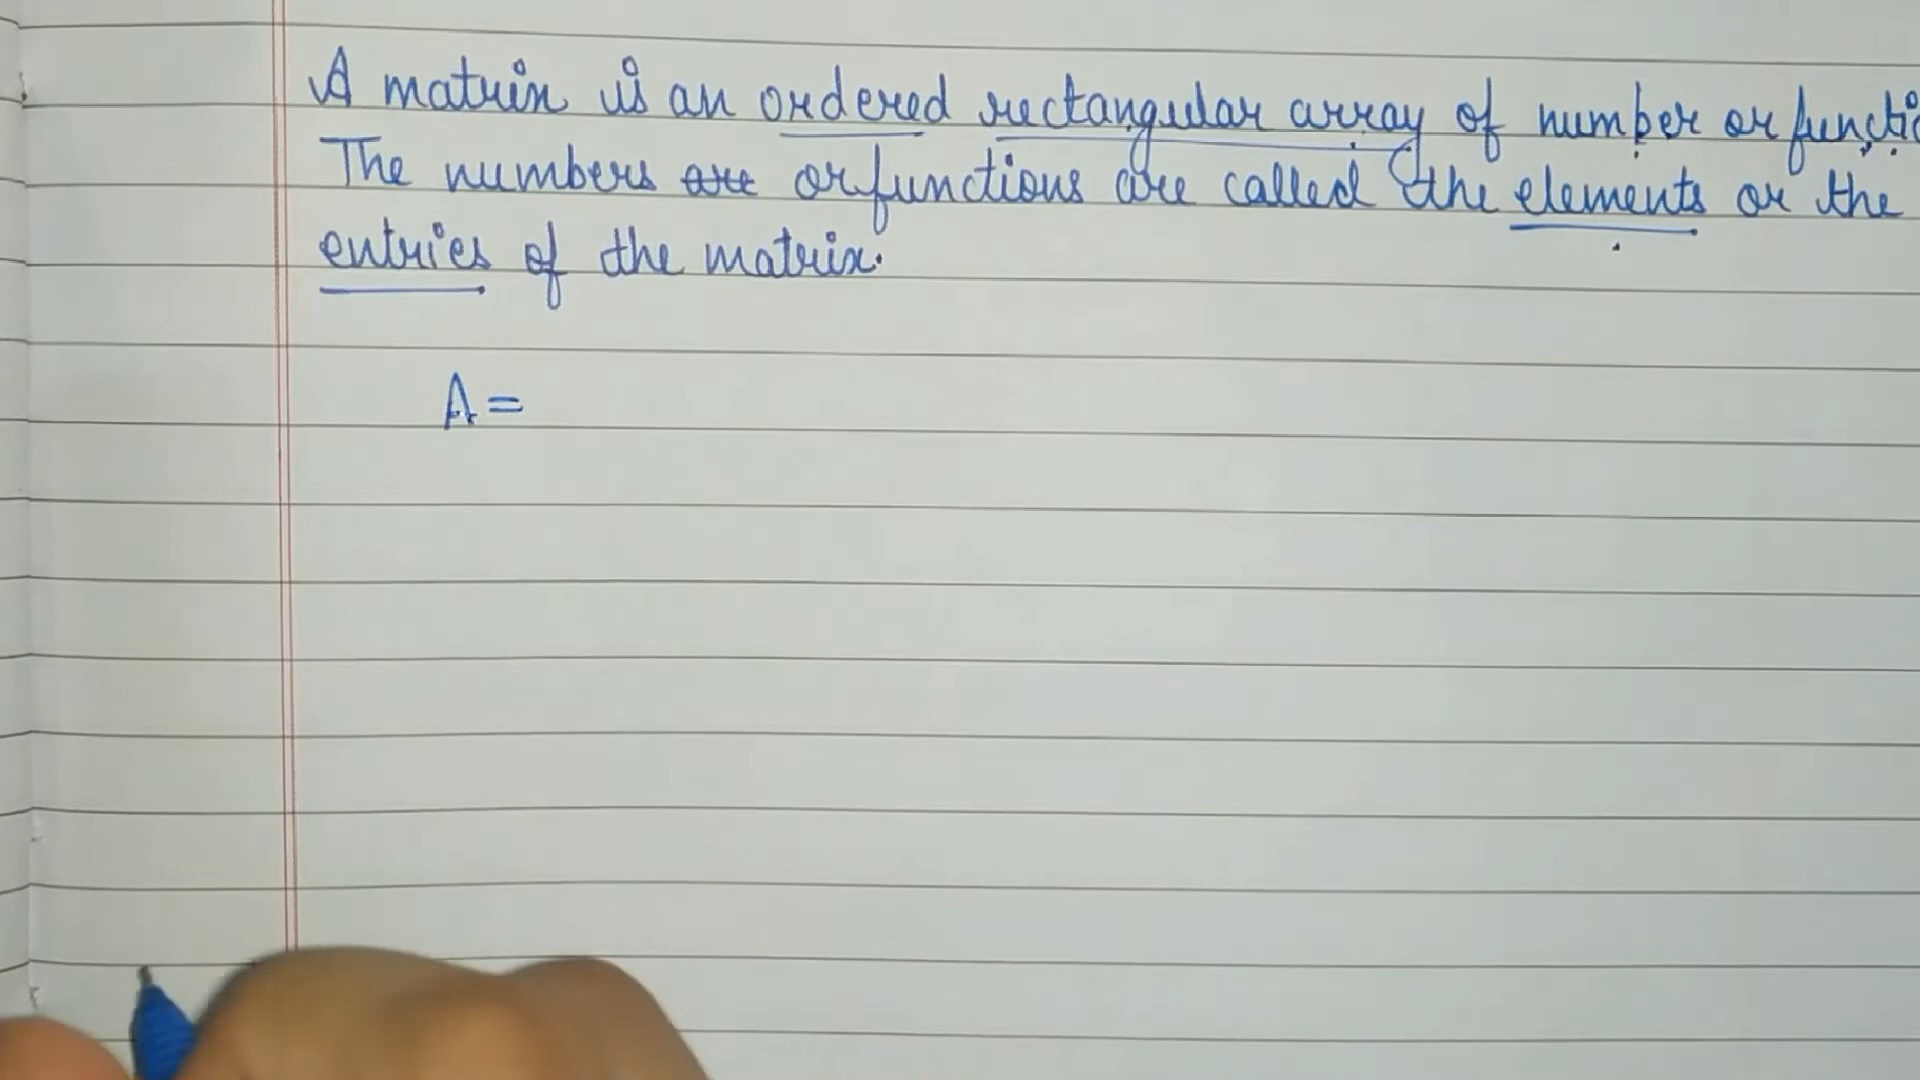 A matrix is an ordered rectangular array of number or functio
The numbers are or functions are called the elements or the
entries of the matrix.
A =